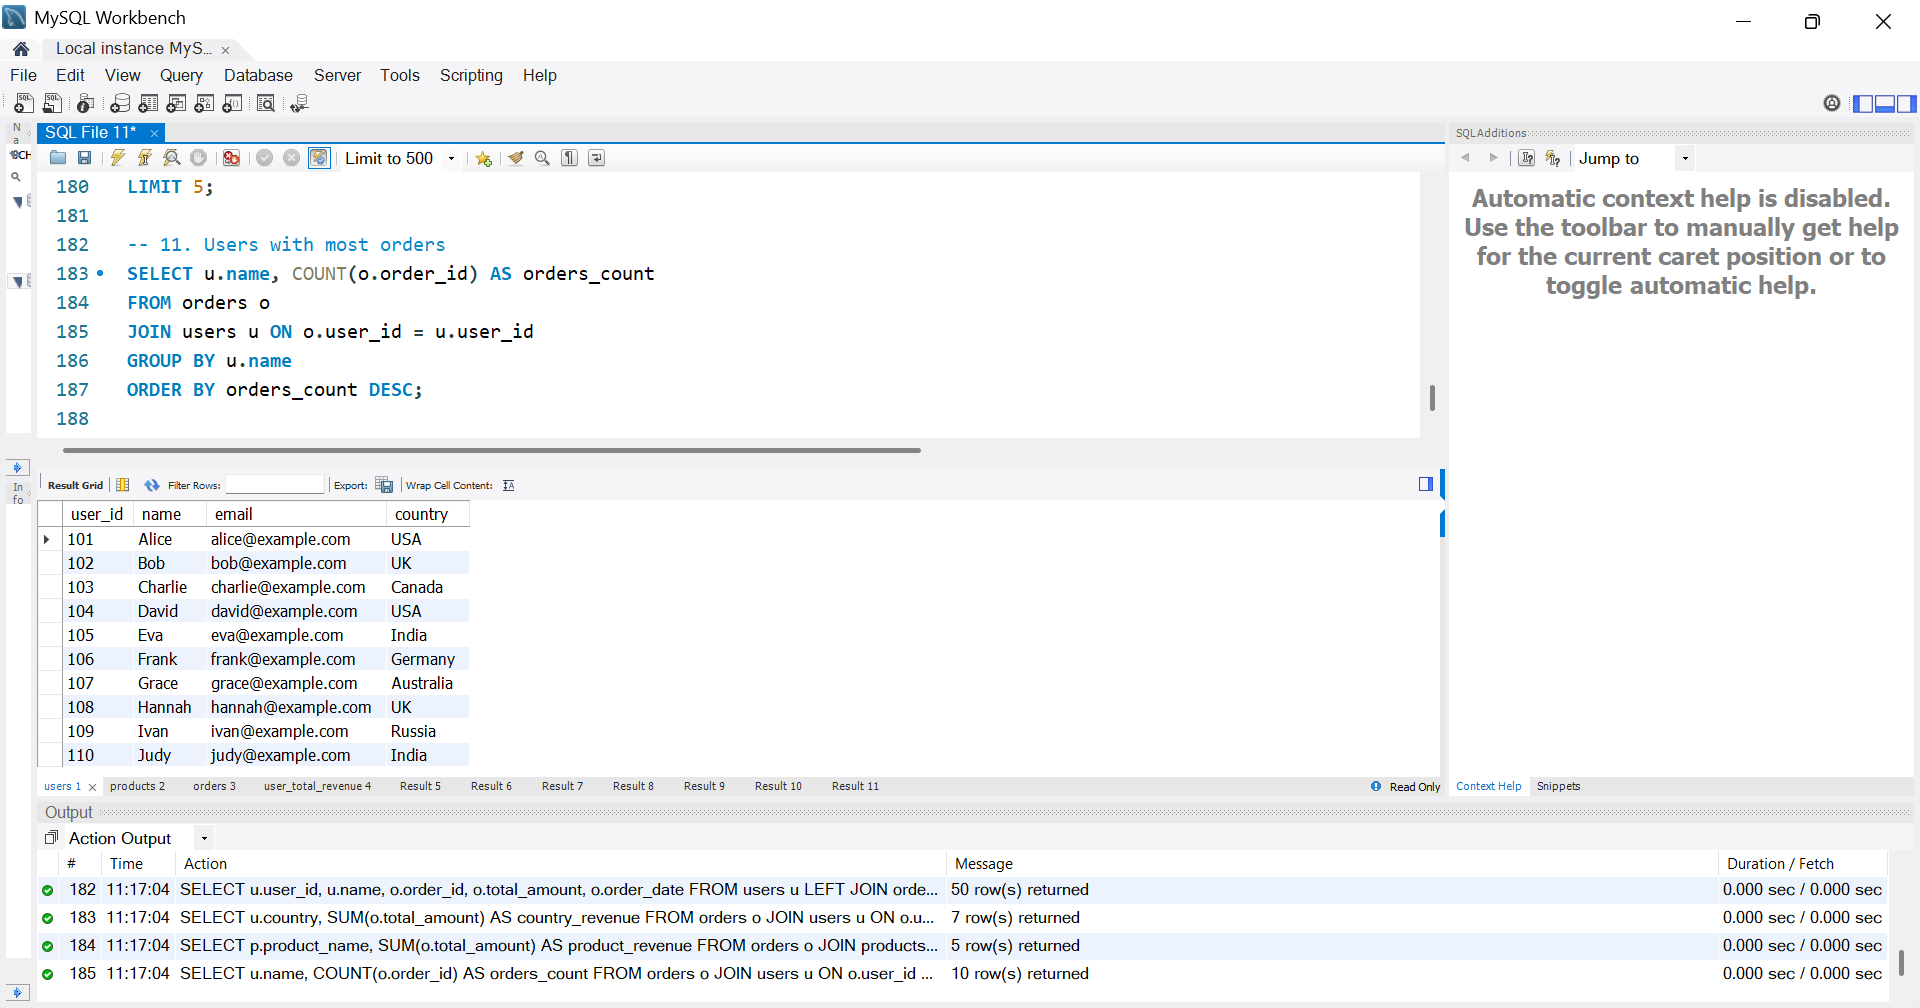 MySQL Workbench
Local instance MyS...
File Edit View Query Database Server Tools Scripting Help
SQL File 11*
SQLAdditions
Limit to 500
Jump to
180 LIMIT 5;
181
182 -- 11. Users with most orders
183 SELECT u.name, COUNT(o.order_id) AS orders_count
184 FROM orders o
185 JOIN users u ON o.user_id = u.user_id
186 GROUP BY u.name
187 ORDER BY orders_count DESC;
188
Automatic context help is disabled.
Use the toolbar to manually get help
for the current caret position or to
toggle automatic help.
Na
CH
Info
Result Grid Filter Rows: Export: Wrap Cell Content:
user_id name email country
101 Alice alice@example.com USA
102 Bob bob@example.com UK
103 Charlie charlie@example.com Canada
104 David david@example.com USA
105 Eva eva@example.com India
106 Frank frank@example.com Germany
107 Grace grace@example.com Australia
108 Hannah hannah@example.com UK
109 Ivan ivan@example.com Russia
110 Judy judy@example.com India
users 1 products 2 orders 3 user_total_revenue 4 Result 5 Result 6 Result 7 Result 8 Result 9 Result 10 Result 11 Read Only
Context Help Snippets
Output
Action Output
# Time Action Message Duration / Fetch
182 11:17:04 SELECT u.user_id, u.name, o.order_id, o.total_amount, o.order_date FROM users u LEFT JOIN orde... 50 row(s) returned 0.000 sec / 0.000 sec
183 11:17:04 SELECT u.country, SUM(o.total_amount) AS country_revenue FROM orders o JOIN users u ON o.u... 7 row(s) returned 0.000 sec / 0.000 sec
184 11:17:04 SELECT p.product_name, SUM(o.total_amount) AS product_revenue FROM orders o JOIN products... 5 row(s) returned 0.000 sec / 0.000 sec
185 11:17:04 SELECT u.name, COUNT(o.order_id) AS orders_count FROM orders o JOIN users u ON o.user_id ... 10 row(s) returned 0.000 sec / 0.000 sec